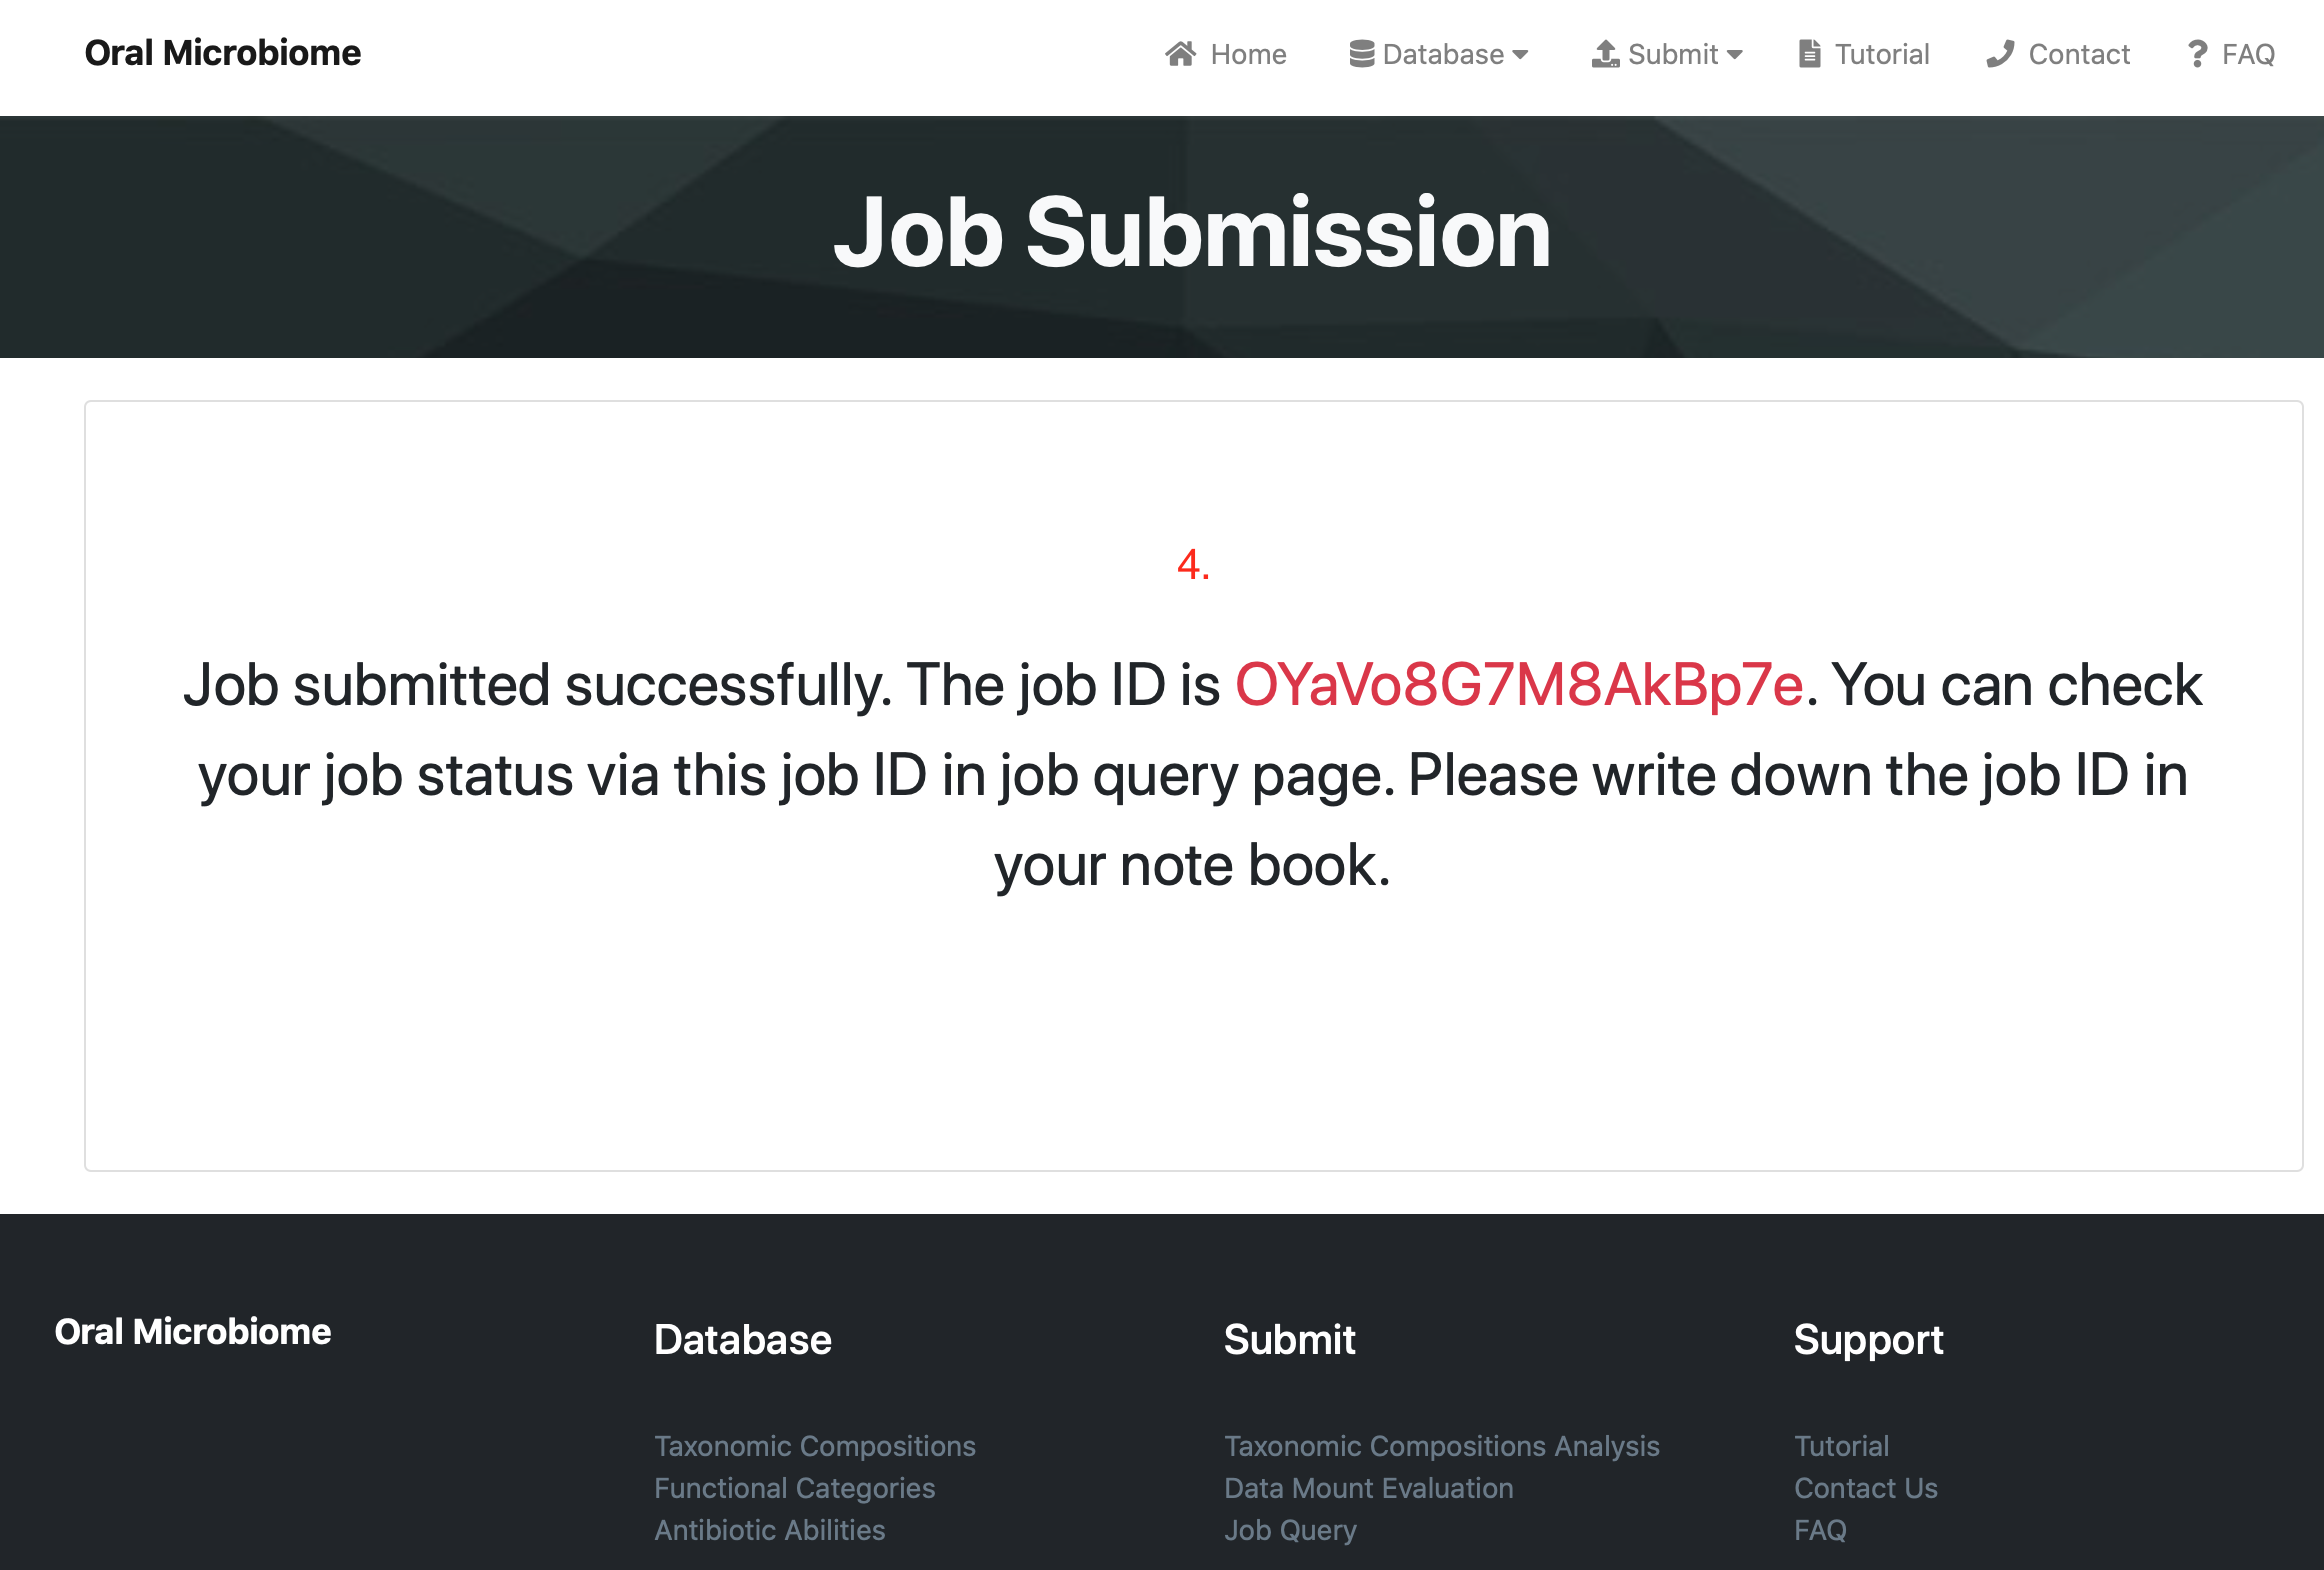 Oral Microbiome
Home Database Submit Tutorial Contact FAQ
Job Submission
4.
Job submitted successfully. The job ID is OYaVo8G7M8AkBp7e. You can check
your job status via this job ID in job query page. Please write down the job ID in
your note book.
Oral Microbiome
Database
Taxonomic Compositions
Functional Categories
Antibiotic Abilities
Submit
Taxonomic Compositions Analysis
Data Mount Evaluation
Job Query
Support
Tutorial
Contact Us
FAQ